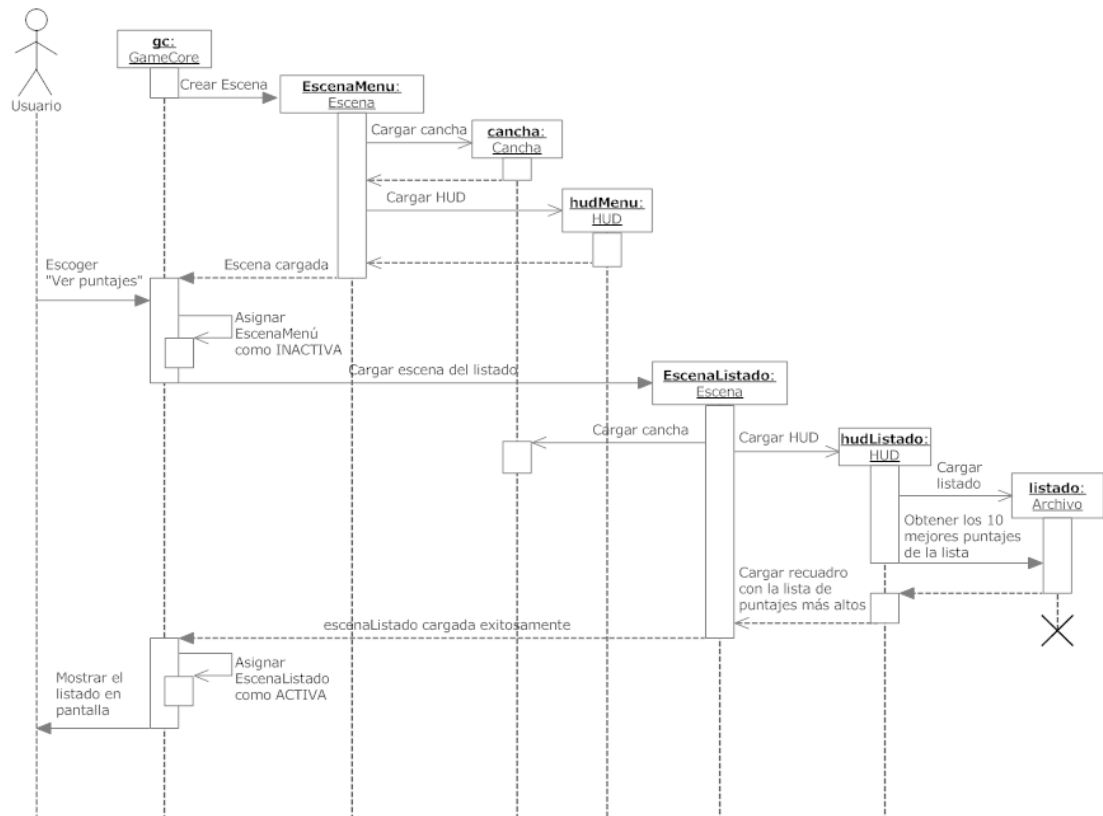 gc:
GameCore
Usuario
Crear Escena
EscenaMenu:
Escena
Cargar cancha
cancha:
Cancha
Cargar HUD
hudMenu:
HUD
Escena cargada
Escoger
"Ver puntajes"
Asignar
EscenaMenú
como INACTIVA
Cargar escena del listado
EscenaListado:
Escena
Cargar cancha
Cargar HUD
hudListado:
HUD
Cargar
listado
listado:
Archivo
Obtener los 10
mejores puntajes
de la lista
Cargar recuadro
con la lista de
puntajes más altos
escenaListado cargada exitosamente
Asignar
EscenaListado
como ACTIVA
Mostrar el
listado en
pantalla